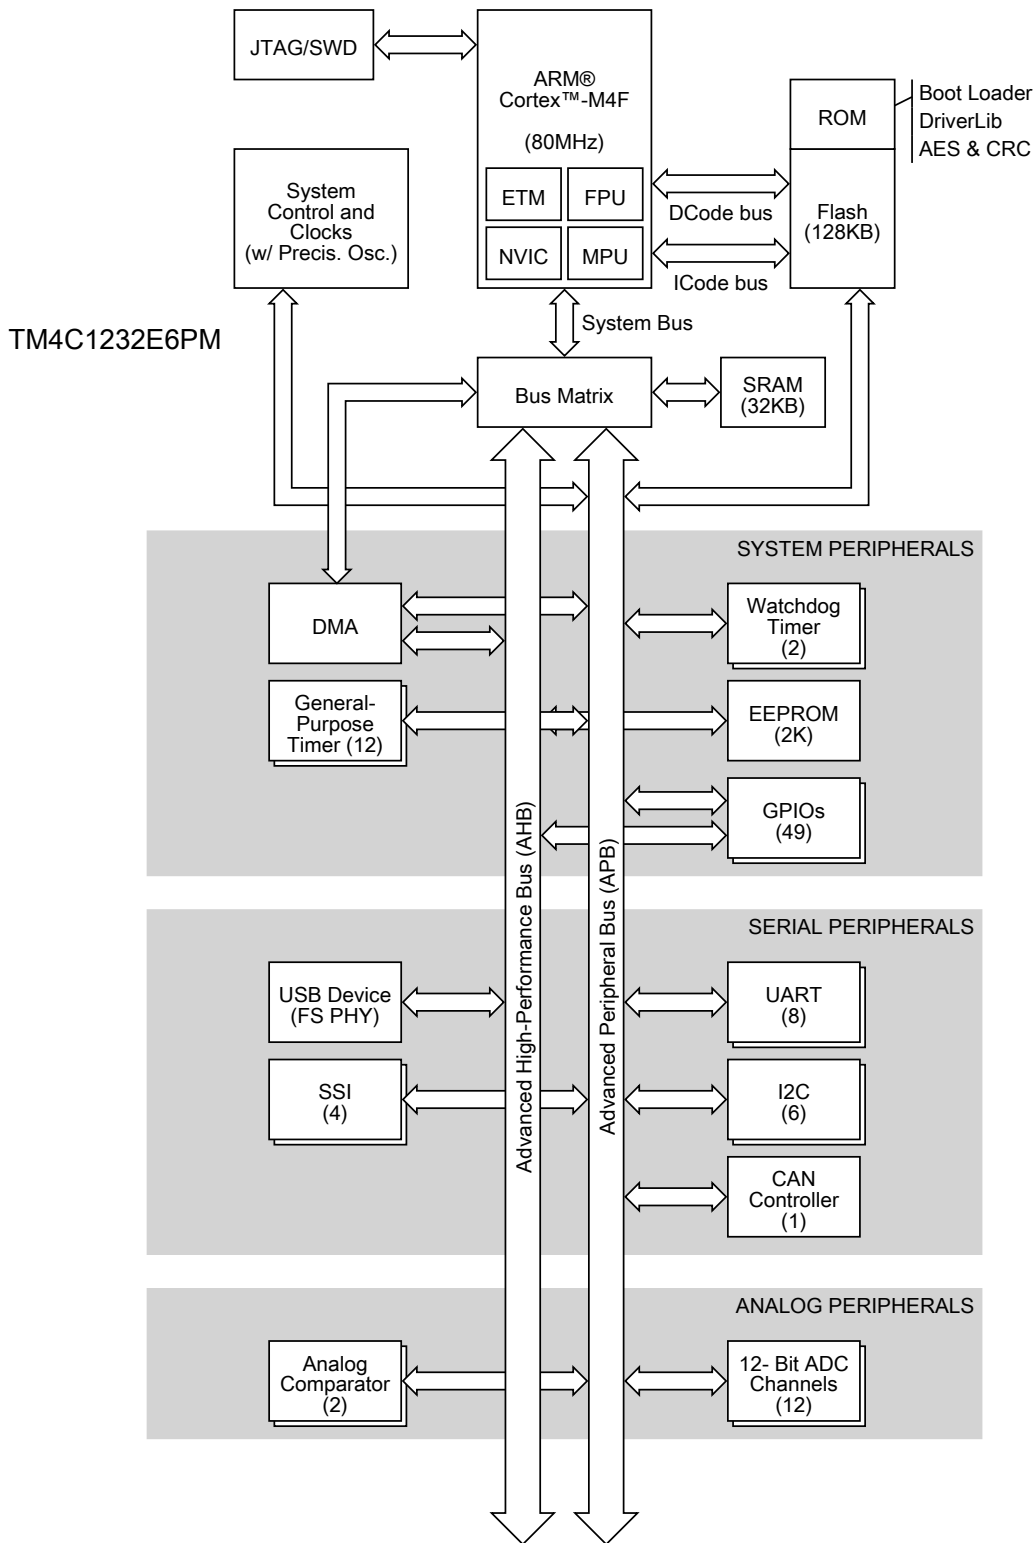 JTAG/SWD
ARM®
Cortex™-M4F
(80MHz)
ETM
FPU
NVIC
MPU
ROM
Boot Loader
DriverLib
AES & CRC
Flash
(128KB)
DCode bus
ICode bus
System
Control and
Clocks
(w/ Precis. Osc.)
System Bus
TM4C1232E6PM
Bus Matrix
SRAM
(32KB)
SYSTEM PERIPHERALS
DMA
Watchdog
Timer
(2)
General-
Purpose
Timer (12)
EEPROM
(2K)
GPIOs
(49)
Advanced High-Performance Bus (AHB)
Advanced Peripheral Bus (APB)
SERIAL PERIPHERALS
USB Device
(FS PHY)
UART
(8)
SSI
(4)
I2C
(6)
CAN
Controller
(1)
ANALOG PERIPHERALS
Analog
Comparator
(2)
12- Bit ADC
Channels
(12)